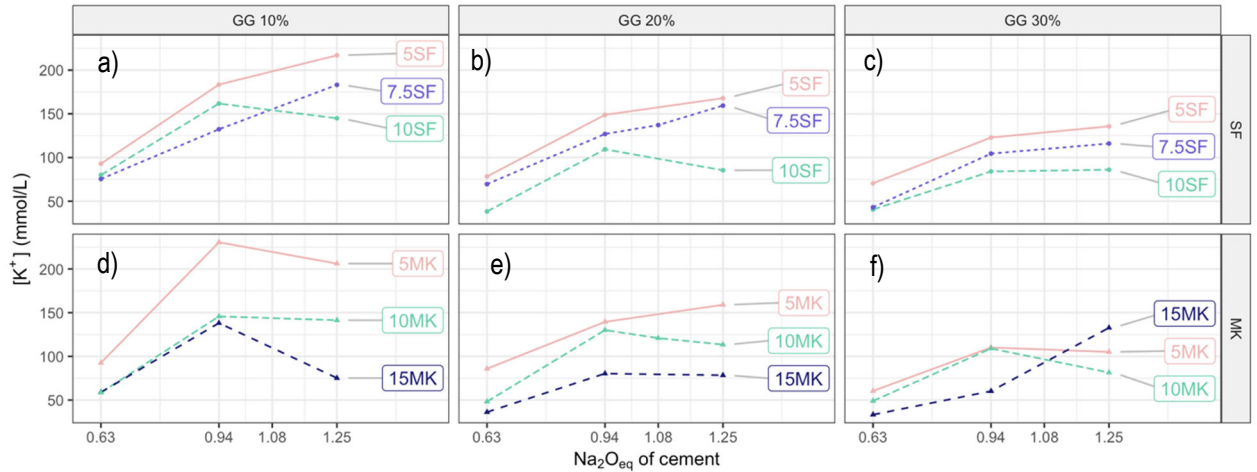 GG 10% GG 20% GG 30%
a) b) c)
5SF 5SF 5SF
7.5SF 7.5SF 7.5SF
10SF 10SF 10SF
SF
200
150
100
50
d) e) f)
5MK 5MK 15MK
10MK 10MK 5MK
15MK 15MK 10MK
MK
200
150
100
50
[K⁺] (mmol/L)
0.63 0.94 1.08 1.25 0.63 0.94 1.08 1.25 0.63 0.94 1.08 1.25
Na₂Oeq of cement